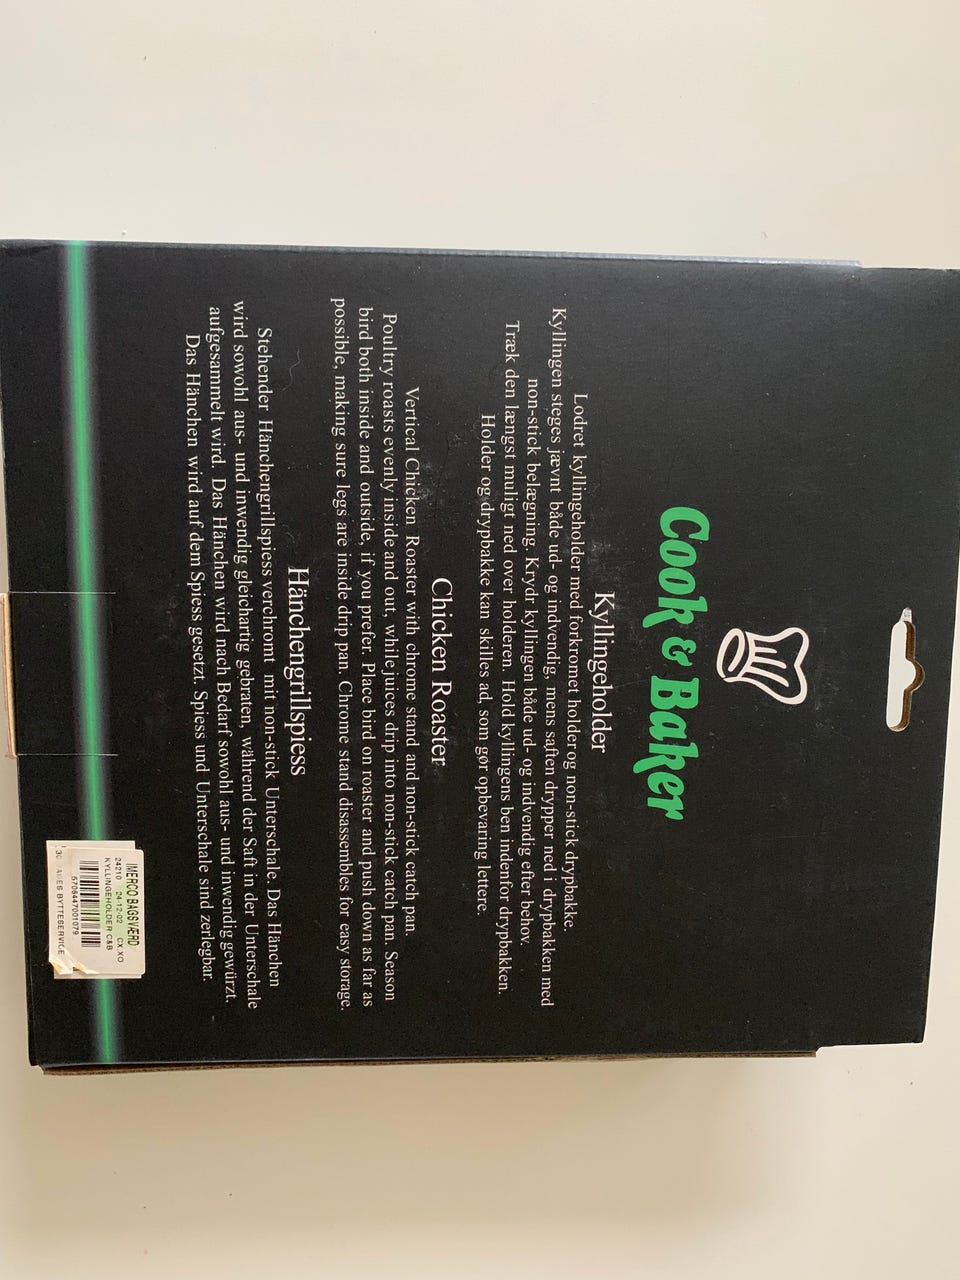 Cook & Baker
Kyllingeholder
Lodret kyllingeholder med forkromet holder og non-stick drypbakke.
Kyllingen steges jævnt både ud- og indvendig, mens saften drypper ned i drypbakken med
non-stick belægning. Krydr kyllingen både ud- og indvendig efter behov.
Træk den længst muligt ned over holderen. Hold kyllingens ben indenfor drypbakken.
Holder og drypbakke kan skilles ad, som gør opbevaring lettere.
Chicken Roaster
Vertical Chicken Roaster with chrome stand and non-stick catch pan.
Poultry roasts evenly inside and out, while juices drip into non-stick catch pan. Season
bird both inside and outside, if you prefer. Place bird on roaster and push down as far as
possible, making sure legs are inside drip pan. Chrome stand disassembles for easy storage.
Hänchengrillspiess
Stehender Hänchengrillspiess verchromt mit non-stick Unterschale. Das Hänchen
wird sowohl aus- und inwendig gleichartig gebraten, während der Saft in der Unterschale
aufgesammelt wird. Das Hänchen wird nach Bedarf sowohl aus- und inwendig gewürzt.
Das Hänchen wird auf dem Spiess gesetzt. Spiess und Unterschale sind zerlegbar.
IMERCO BAGSVÆRD
24210 24-12-02 CX.XO
KYLLINGEHOLDER C&B
5706447001079
BYTTESERVICE